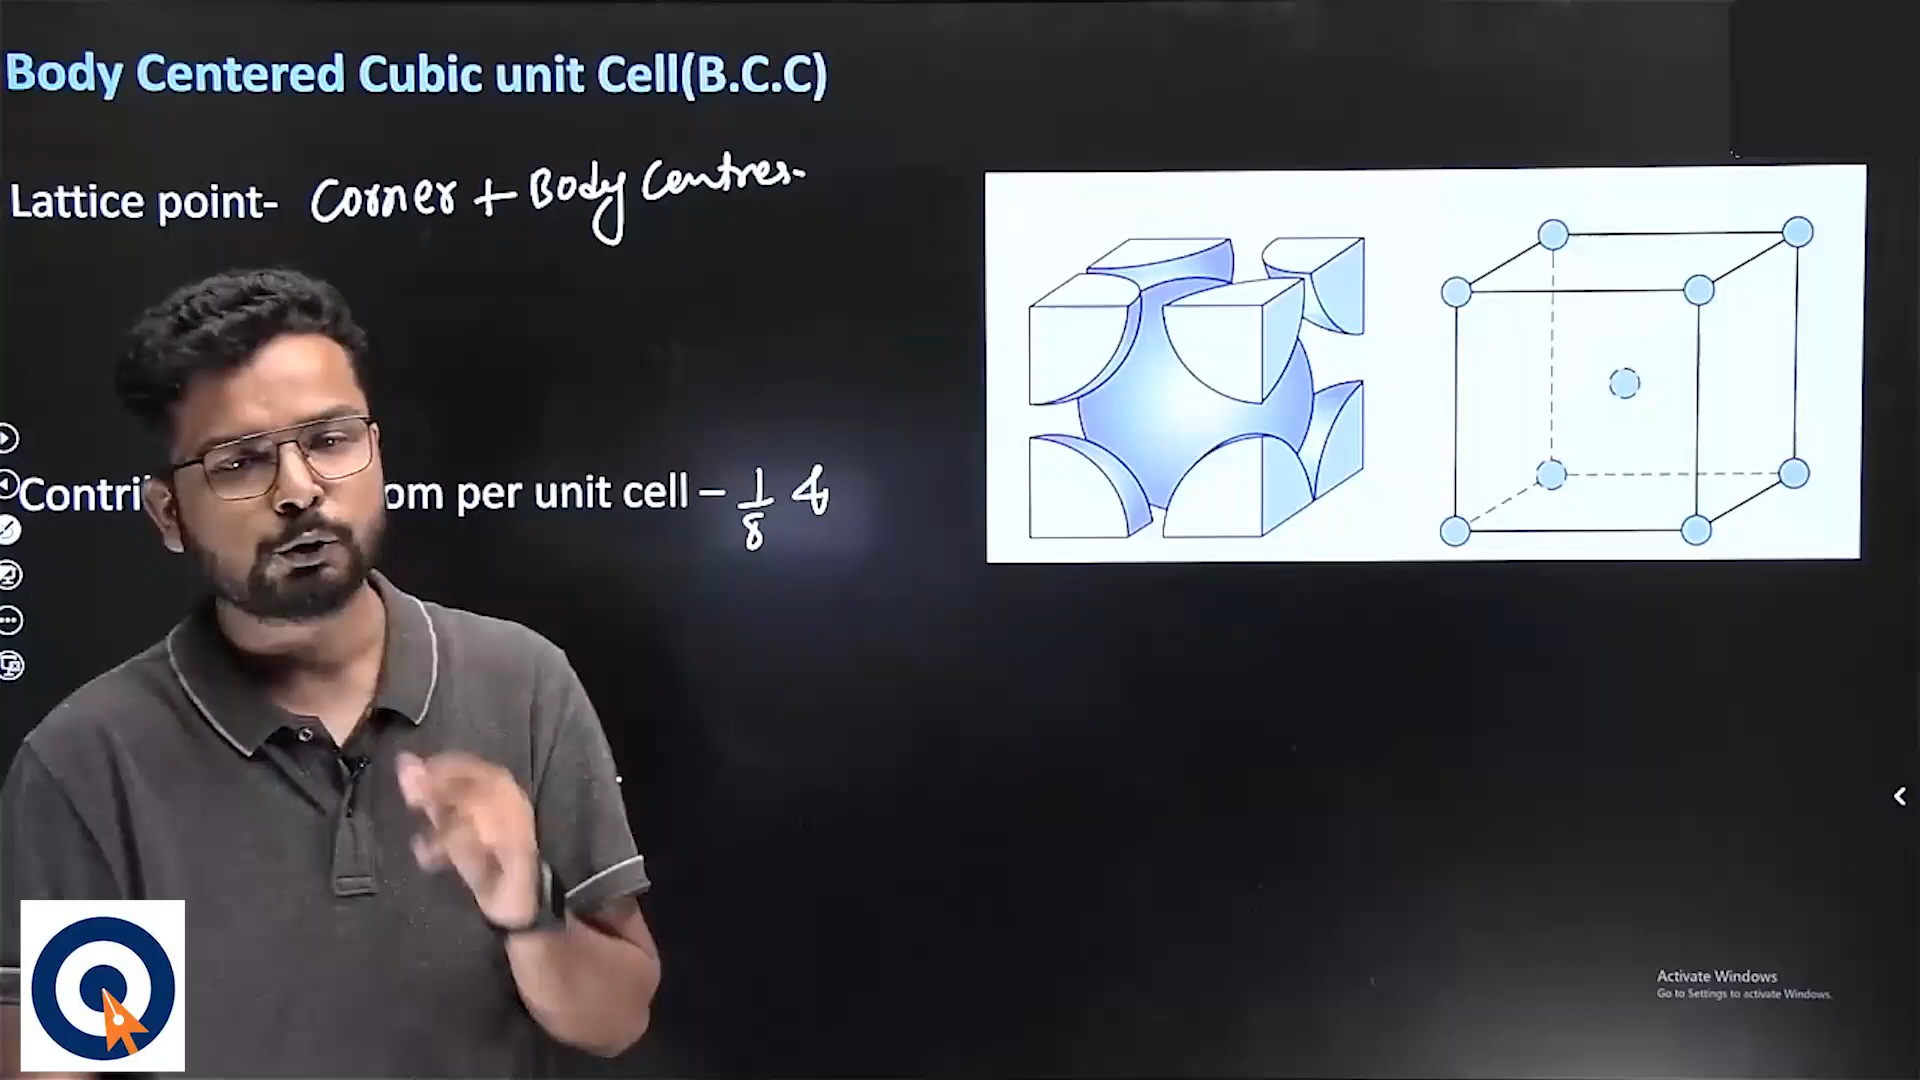 Body Centered Cubic unit Cell(B.C.C)
Lattice point- Corner + Body Centres.
Contri om per unit cell – 1/8 &
Activate Windows
Go to Settings to activate Windows.